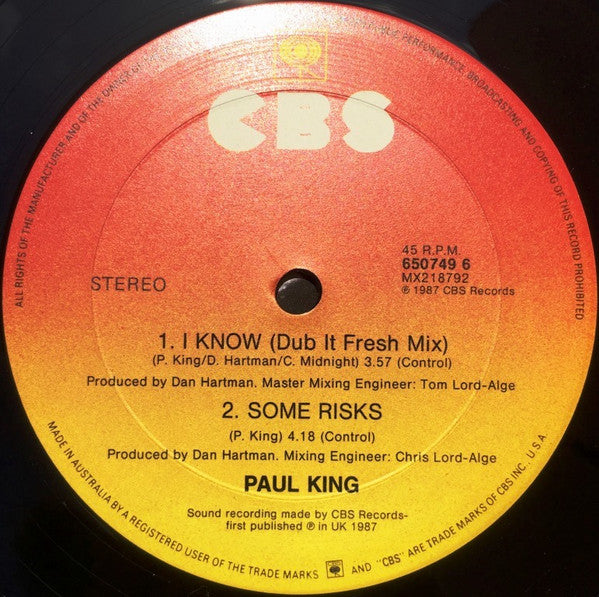 ALL RIGHTS OF THE MANUFACTURER AND OF THE OWNER OF
PERFORMANCE, BROADCASTING AND COPYING OF THIS RECORD PROHIBITED
CBS
STEREO
45 R.P.M.
650749 6
MX218792
℗ 1987 CBS Records
1. I KNOW (Dub It Fresh Mix)
(P. King/D. Hartman/C. Midnight) 3.57 (Control)
Produced by Dan Hartman. Master Mixing Engineer: Tom Lord-Alge
2. SOME RISKS
(P. King) 4.18 (Control)
Produced by Dan Hartman. Mixing Engineer: Chris Lord-Alge
PAUL KING
Sound recording made by CBS Records-
first published ℗ in UK 1987
MADE IN AUSTRALIA BY A REGISTERED USER OF THE TRADE MARKS AND "CBS" ARE TRADE MARKS OF CBS INC. U.S.A.